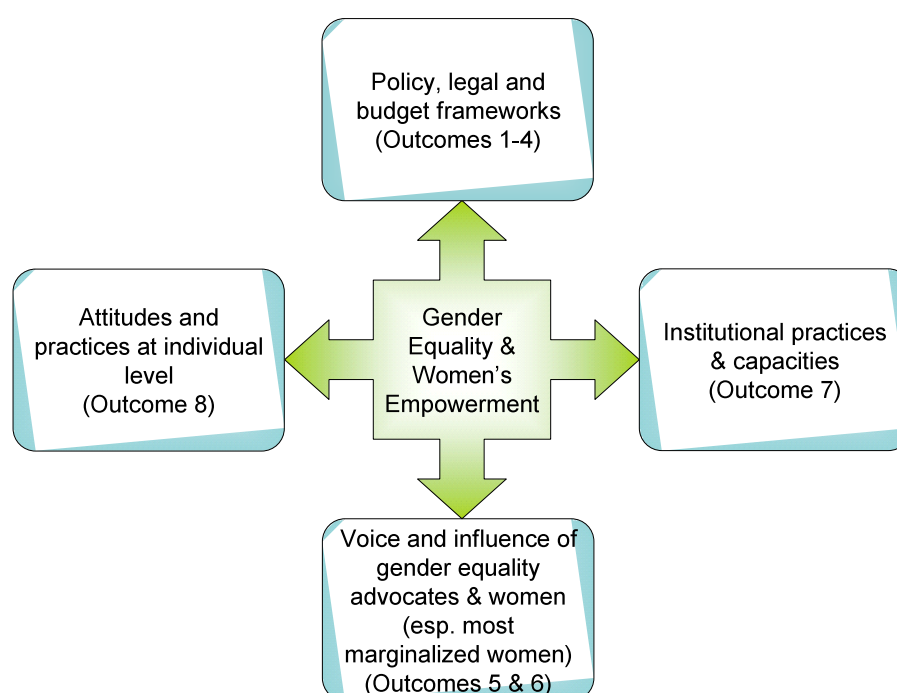 Policy, legal and
budget frameworks
(Outcomes 1-4)
Attitudes and
practices at individual
level
(Outcome 8)
Gender
Equality &
Women’s
Empowerment
Institutional practices
& capacities
(Outcome 7)
Voice and influence of
gender equality
advocates & women
(esp. most
marginalized women)
(Outcomes 5 & 6)